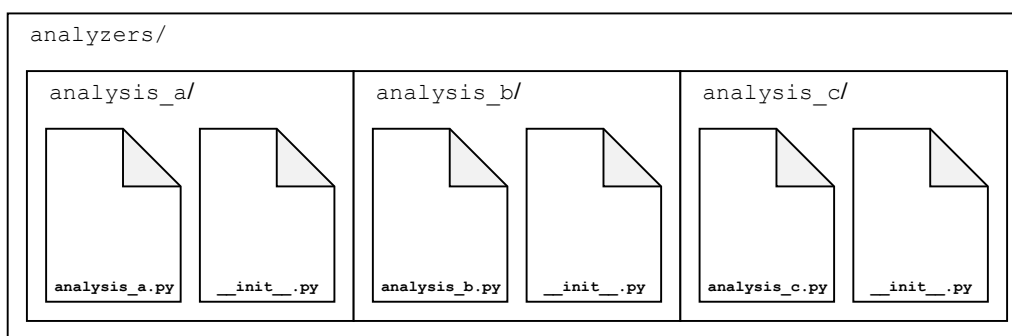 analyzers/
analysis_a/
analysis_b/
analysis_c/
analysis_a.py
__init__.py
analysis_b.py
__init__.py
analysis_c.py
__init__.py